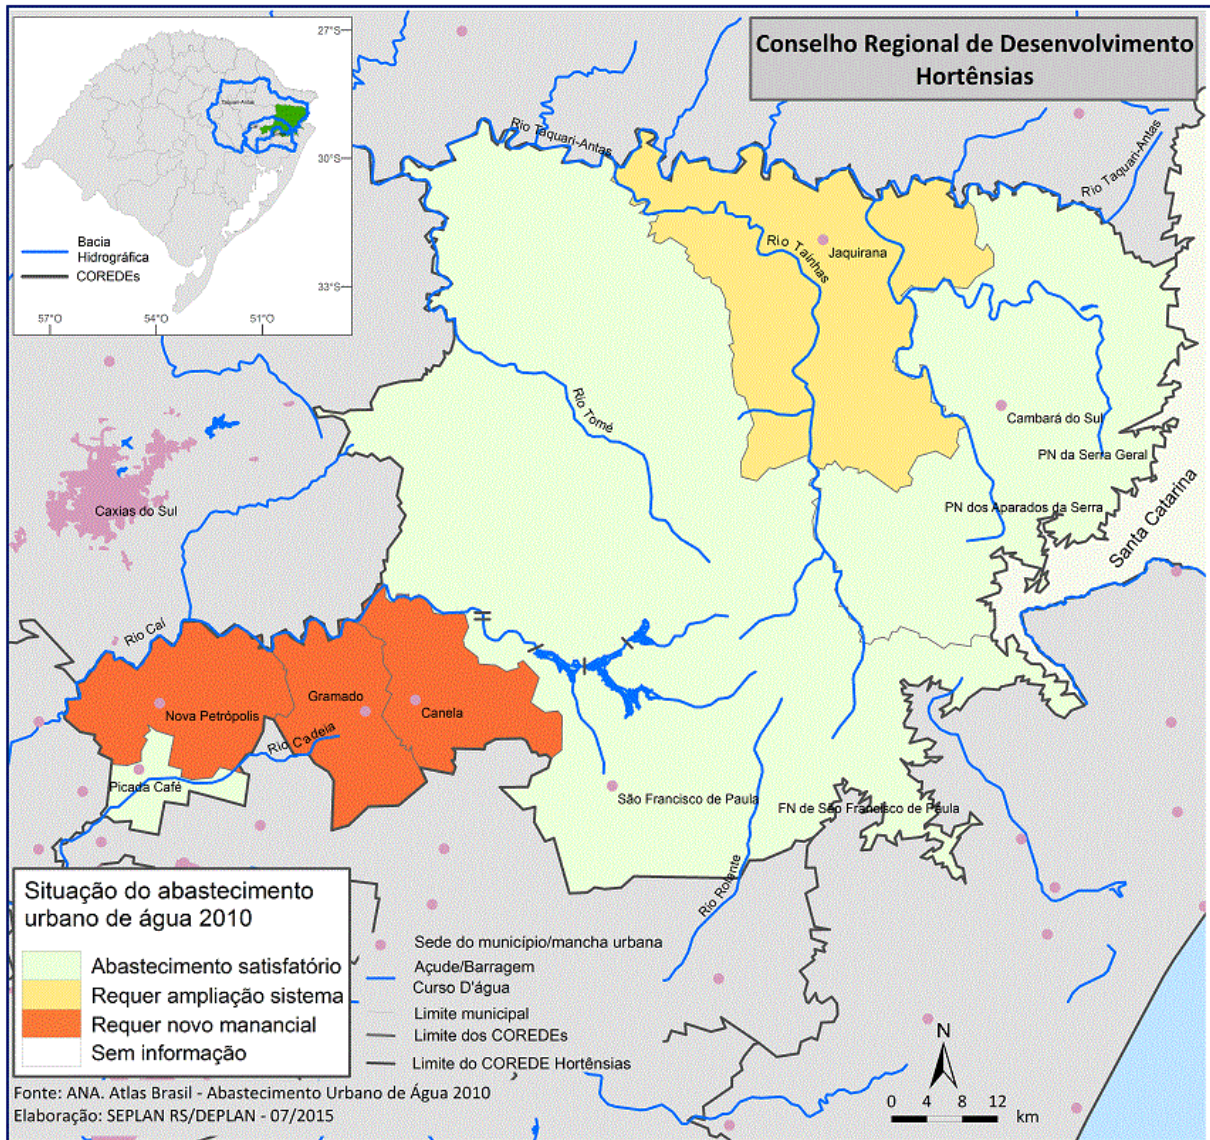 Conselho Regional de Desenvolvimento
Hortênsias
27°S
30°S
33°S
57°O
54°O
51°O
Taquari-Antas
Bacia
Hidrográfica
COREDEs
Rio Taquari-Antas
Rio Taquari-Antas
Rio Tainhas
Jaquirana
Rio Tomé
Cambará do Sul
PN da Serra Geral
PN dos Aparados da Serra
Santa Catarina
Caxias do Sul
Rio Caí
Nova Petrópolis
Gramado
Canela
Rio Cadeia
Picada Café
São Francisco de Paula
FN de São Francisco de Paula
Rio Rolante
Situação do abastecimento
urbano de água 2010
Abastecimento satisfatório
Requer ampliação sistema
Requer novo manancial
Sem informação
Sede do município/mancha urbana
Açude/Barragem
Curso D'água
Limite municipal
Limite dos COREDEs
Limite do COREDE Hortênsias
N
0 4 8 12
km
Fonte: ANA. Atlas Brasil - Abastecimento Urbano de Água 2010
Elaboração: SEPLAN RS/DEPLAN - 07/2015